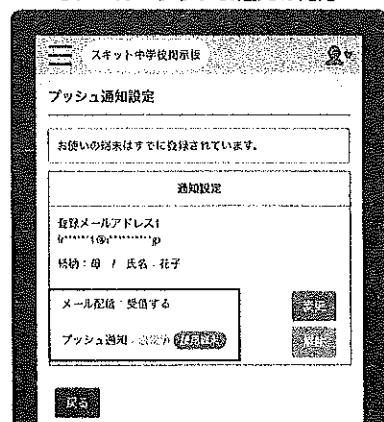 スキット中学校掲示板
プッシュ通知設定
お使いの端末はすでに登録されています。
通知設定
登録メールアドレス1
続柄：母 / 氏名：花子
メール配信：受信する
プッシュ通知：
戻る